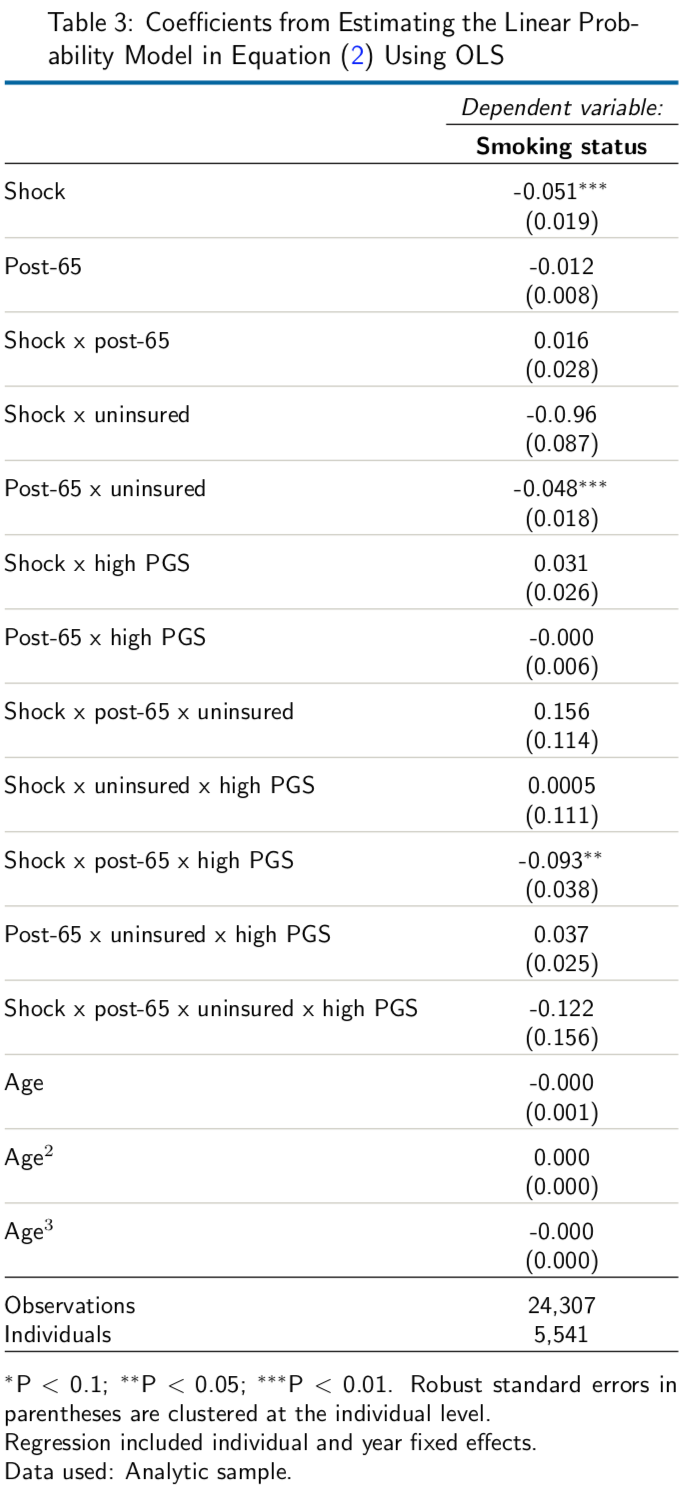 Table 3: Coefficients from Estimating the Linear Prob-
ability Model in Equation (2) Using OLS
Dependent variable:
Smoking status
Shock -0.051***
(0.019)
Post-65 -0.012
(0.008)
Shock x post-65 0.016
(0.028)
Shock x uninsured -0.0.96
(0.087)
Post-65 x uninsured -0.048***
(0.018)
Shock x high PGS 0.031
(0.026)
Post-65 x high PGS -0.000
(0.006)
Shock x post-65 x uninsured 0.156
(0.114)
Shock x uninsured x high PGS 0.0005
(0.111)
Shock x post-65 x high PGS -0.093**
(0.038)
Post-65 x uninsured x high PGS 0.037
(0.025)
Shock x post-65 x uninsured x high PGS -0.122
(0.156)
Age -0.000
(0.001)
Age² 0.000
(0.000)
Age³ -0.000
(0.000)
Observations 24,307
Individuals 5,541
*P < 0.1; **P < 0.05; ***P < 0.01. Robust standard errors in
parentheses are clustered at the individual level.
Regression included individual and year fixed effects.
Data used: Analytic sample.